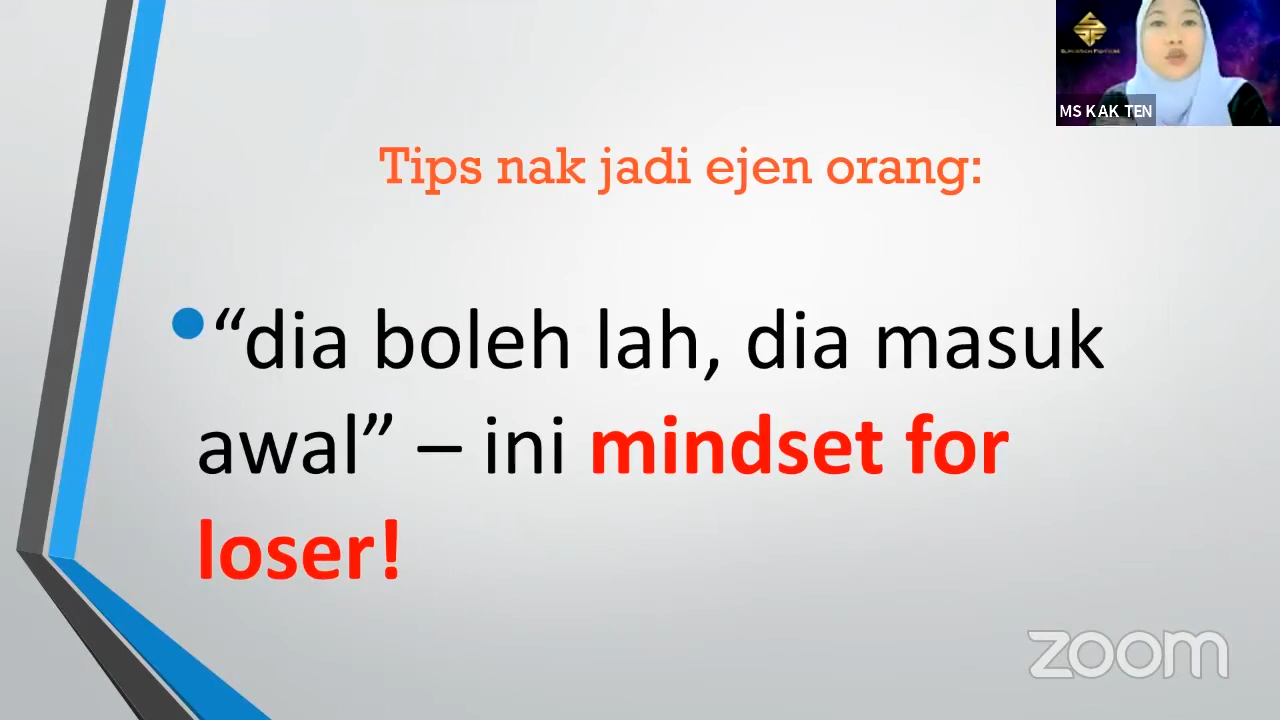 MS KAK TEN
Tips nak jadi ejen orang:
“dia boleh lah, dia masuk
awal” – ini mindset for
loser!
zoom